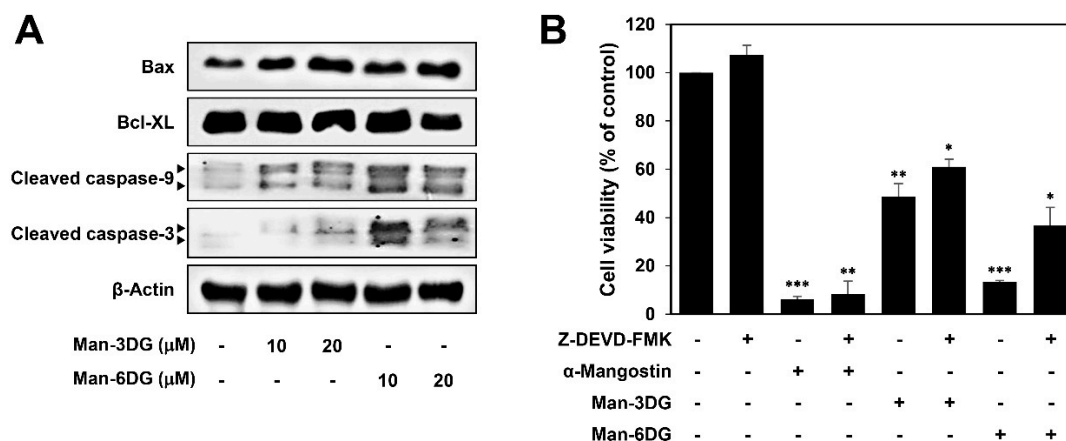 A
Bax
Bcl-XL
Cleaved caspase-9
Cleaved caspase-3
β-Actin
Man-3DG (μM) - 10 20 - -
Man-6DG (μM) - - - 10 20
B
Cell viability (% of control)
120
100
80
60
40
20
0
***
**
**
*
***
*
Z-DEVD-FMK - + - + - + - +
α-Mangostin - - + + - - - -
Man-3DG - - - - + + - -
Man-6DG - - - - - - + +